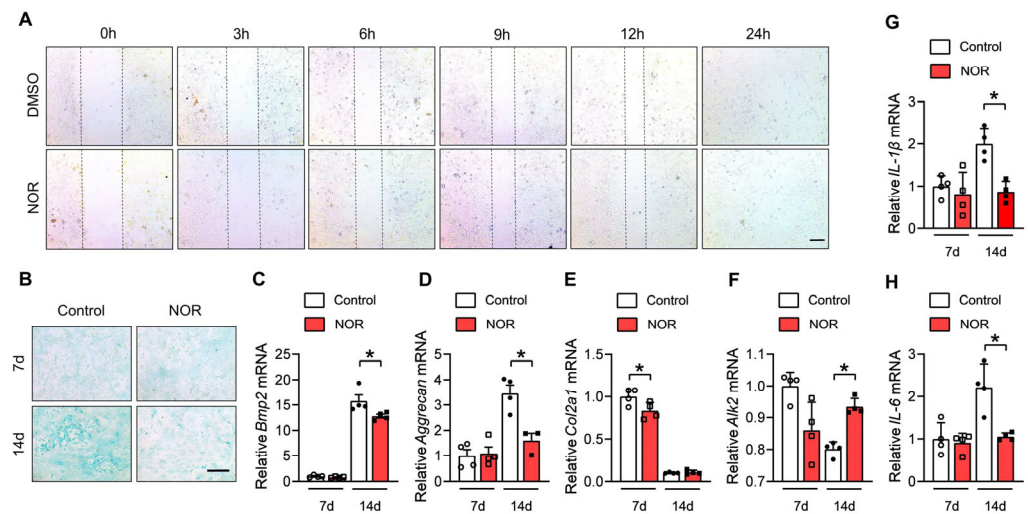 A
0h 3h 6h 9h 12h 24h
DMSO
NOR
B
Control NOR
7d
14d
C
Control
NOR
Relative Bmp2 mRNA
25
20
15
10
5
0
*
7d 14d
D
Control
NOR
Relative Aggrecan mRNA
5
4
3
2
1
0
*
7d 14d
E
Control
NOR
Relative Col2a1 mRNA
1.5
1.0
0.5
0.0
*
7d 14d
F
Control
NOR
Relative Alk2 mRNA
1.1
1.0
0.9
0.8
0.7
*
7d 14d
G
Control
NOR
Relative IL-1β mRNA
3
2
1
0
*
7d 14d
H
Control
NOR
Relative IL-6 mRNA
3
2
1
0
*
7d 14d